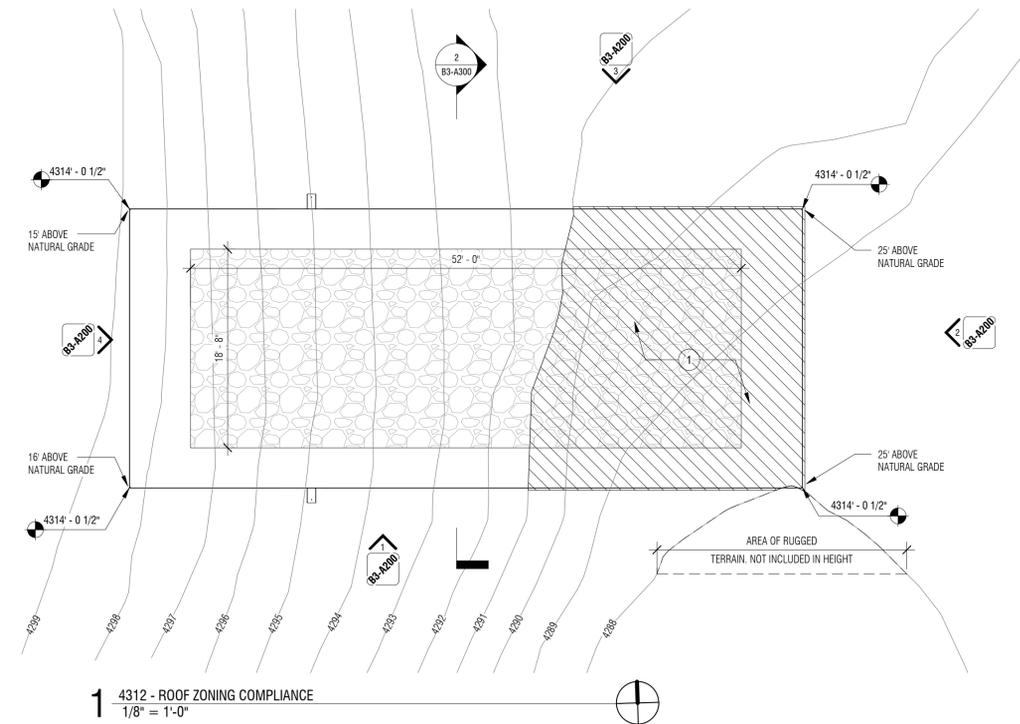 2
B3-A300
B3-A200
3
4314' - 0 1/2"
4314' - 0 1/2"
15' ABOVE
NATURAL GRADE
25' ABOVE
NATURAL GRADE
52' - 0"
18' - 8"
B3-A200
4
1
2
B3-A200
16' ABOVE
NATURAL GRADE
25' ABOVE
NATURAL GRADE
4314' - 0 1/2"
4314' - 0 1/2"
1
B3-A200
AREA OF RUGGED
TERRAIN. NOT INCLUDED IN HEIGHT
4299
4298
4297
4296
4295
4294
4293
4292
4291
4290
4289
4288
1
4312 - ROOF ZONING COMPLIANCE
1/8" = 1'-0"